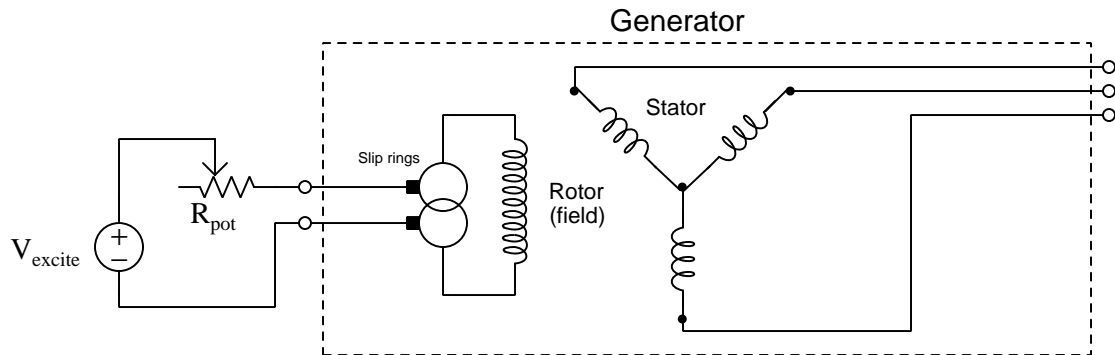 Generator
Stator
Slip rings
Rotor
(field)
Rpot
Vexcite
+
−